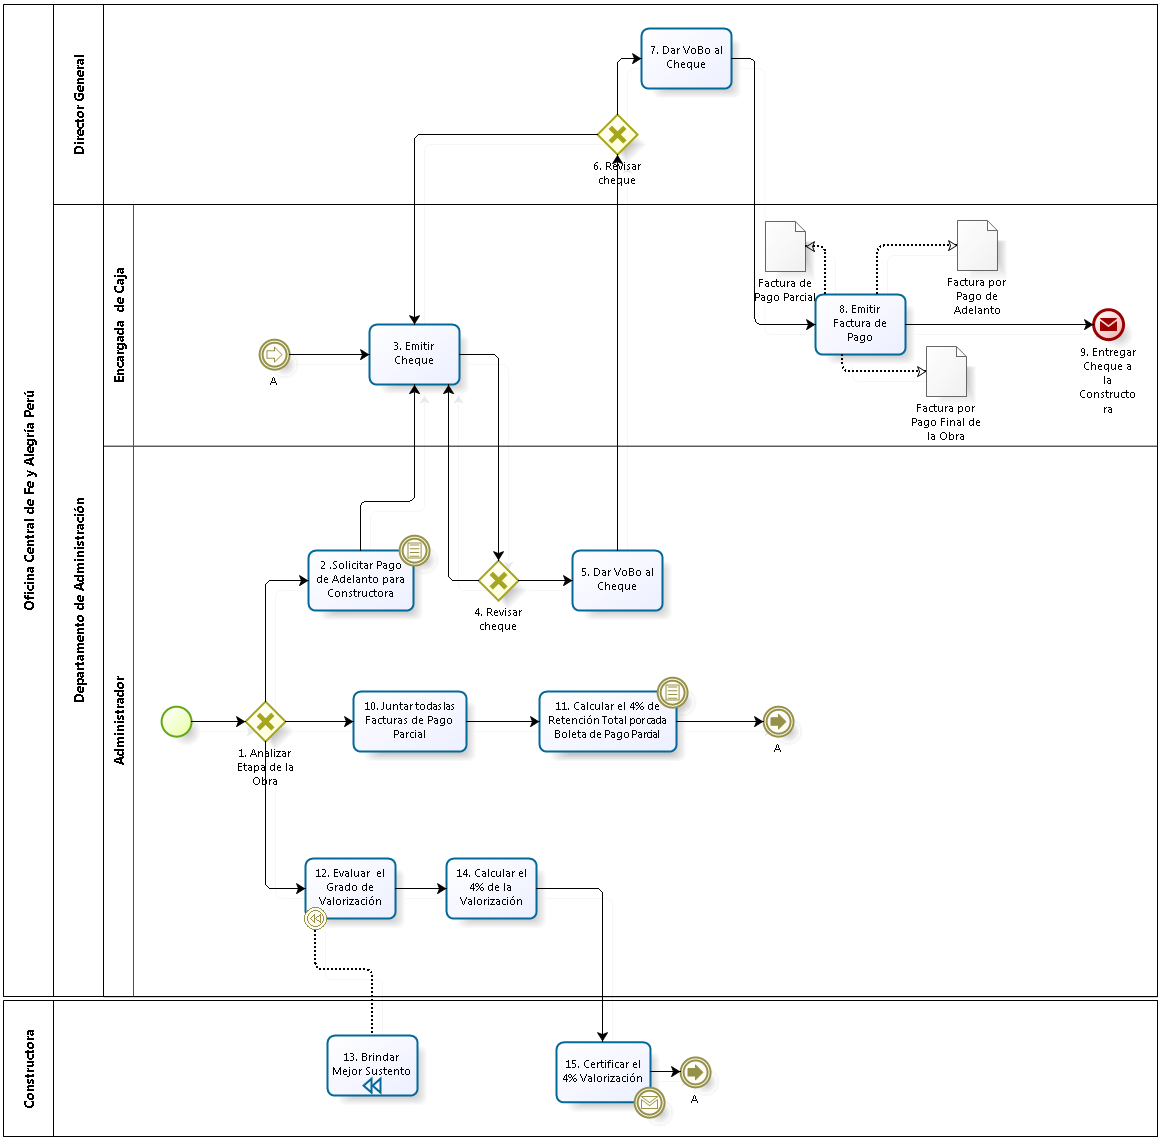 Oficina Central de Fe y Alegría Perú
Director General
7. Dar VoBo al
Cheque
6. Revisar
cheque
Departamento de Administración
Encargada  de Caja
A
3. Emitir
Cheque
Factura de
Pago Parcial
Factura por
Pago de
Adelanto
8. Emitir
Factura de
Pago
Factura por
Pago Final de
la Obra
9. Entregar
Cheque a
la
Constructo
ra
Administrador
2 .Solicitar Pago
de Adelanto para
Constructora
4. Revisar
cheque
5. Dar VoBo al
Cheque
1. Analizar
Etapa de la
Obra
10. Juntar todas las
Facturas de Pago
Parcial
11. Calcular el 4% de
Retención Total por cada
Boleta de Pago Parcial
A
12. Evaluar  el
Grado de
Valorización
14. Calcular el
4% de la
Valorización
Constructora
13. Brindar
Mejor Sustento
15. Certificar el
4% Valorización
A